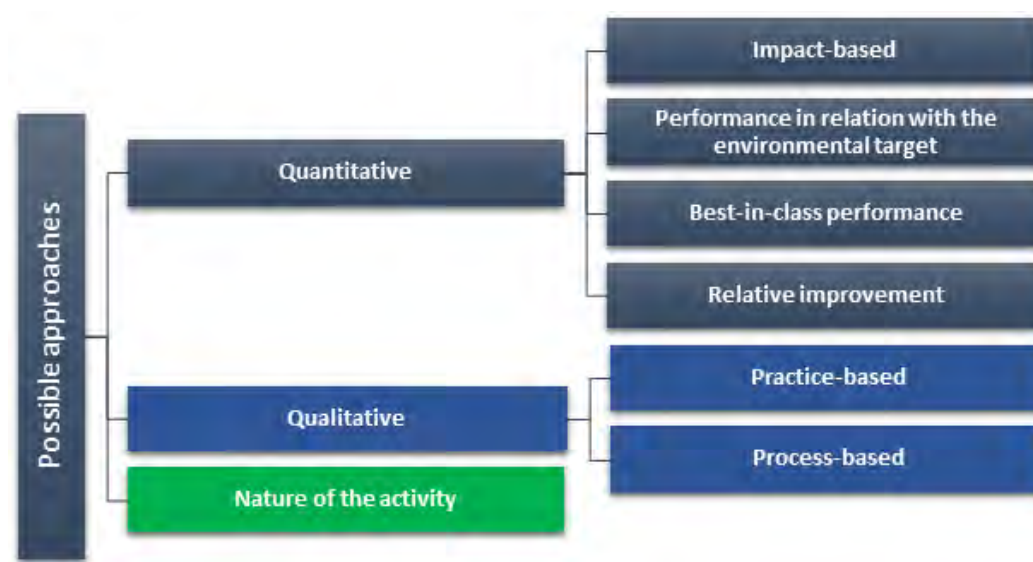 Possible approaches
Quantitative
Impact-based
Performance in relation with the
environmental target
Best-in-class performance
Relative improvement
Qualitative
Practice-based
Process-based
Nature of the activity